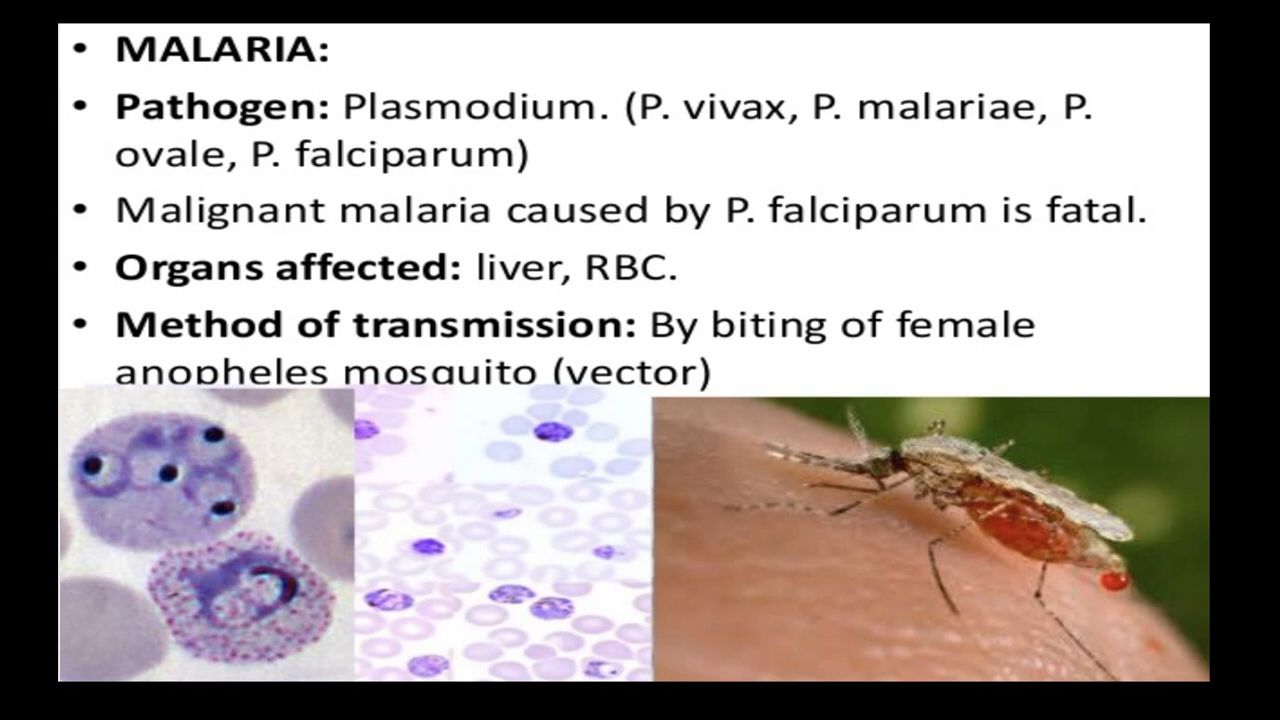 • MALARIA:
• Pathogen: Plasmodium. (P. vivax, P. malariae, P.
ovale, P. falciparum)
• Malignant malaria caused by P. falciparum is fatal.
• Organs affected: liver, RBC.
• Method of transmission: By biting of female
anopheles mosquito (vector)